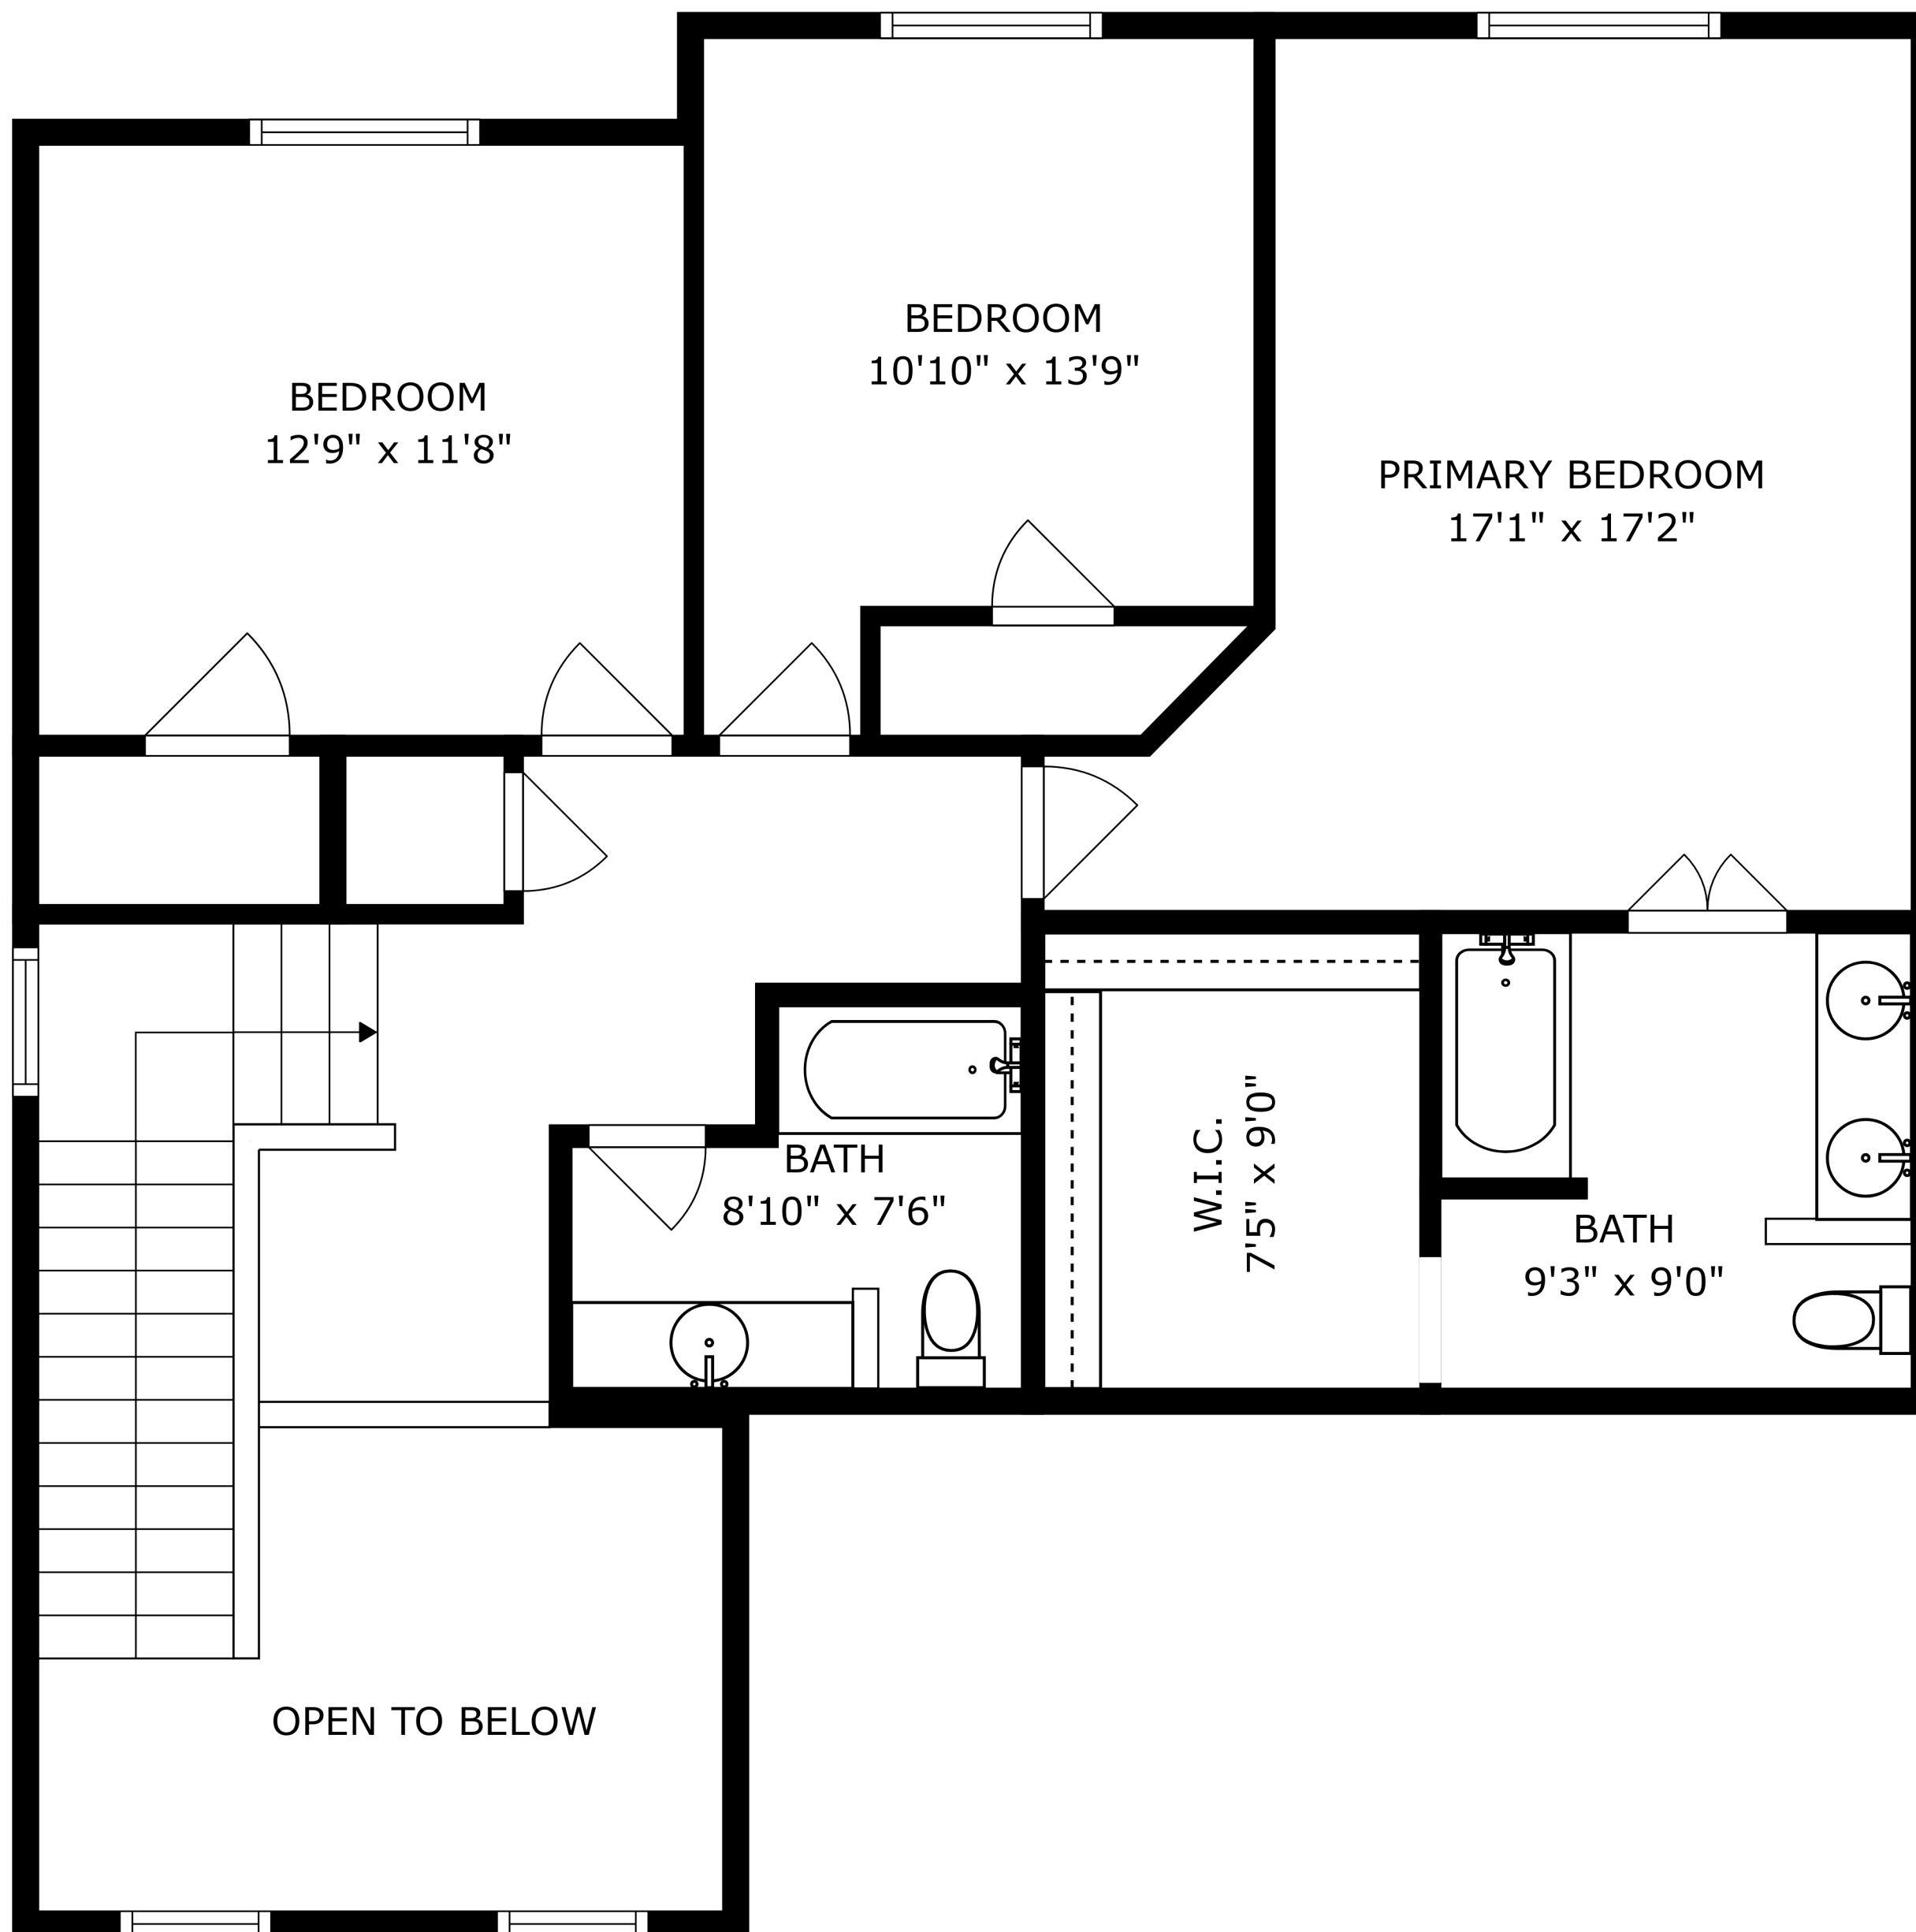 BEDROOM
10'10" x 13'9"
BEDROOM
12'9" x 11'8"
PRIMARY BEDROOM
17'1" x 17'2"
BATH
8'10" x 7'6"
W.I.C.
7'5" x 9'0"
BATH
9'3" x 9'0"
OPEN TO BELOW